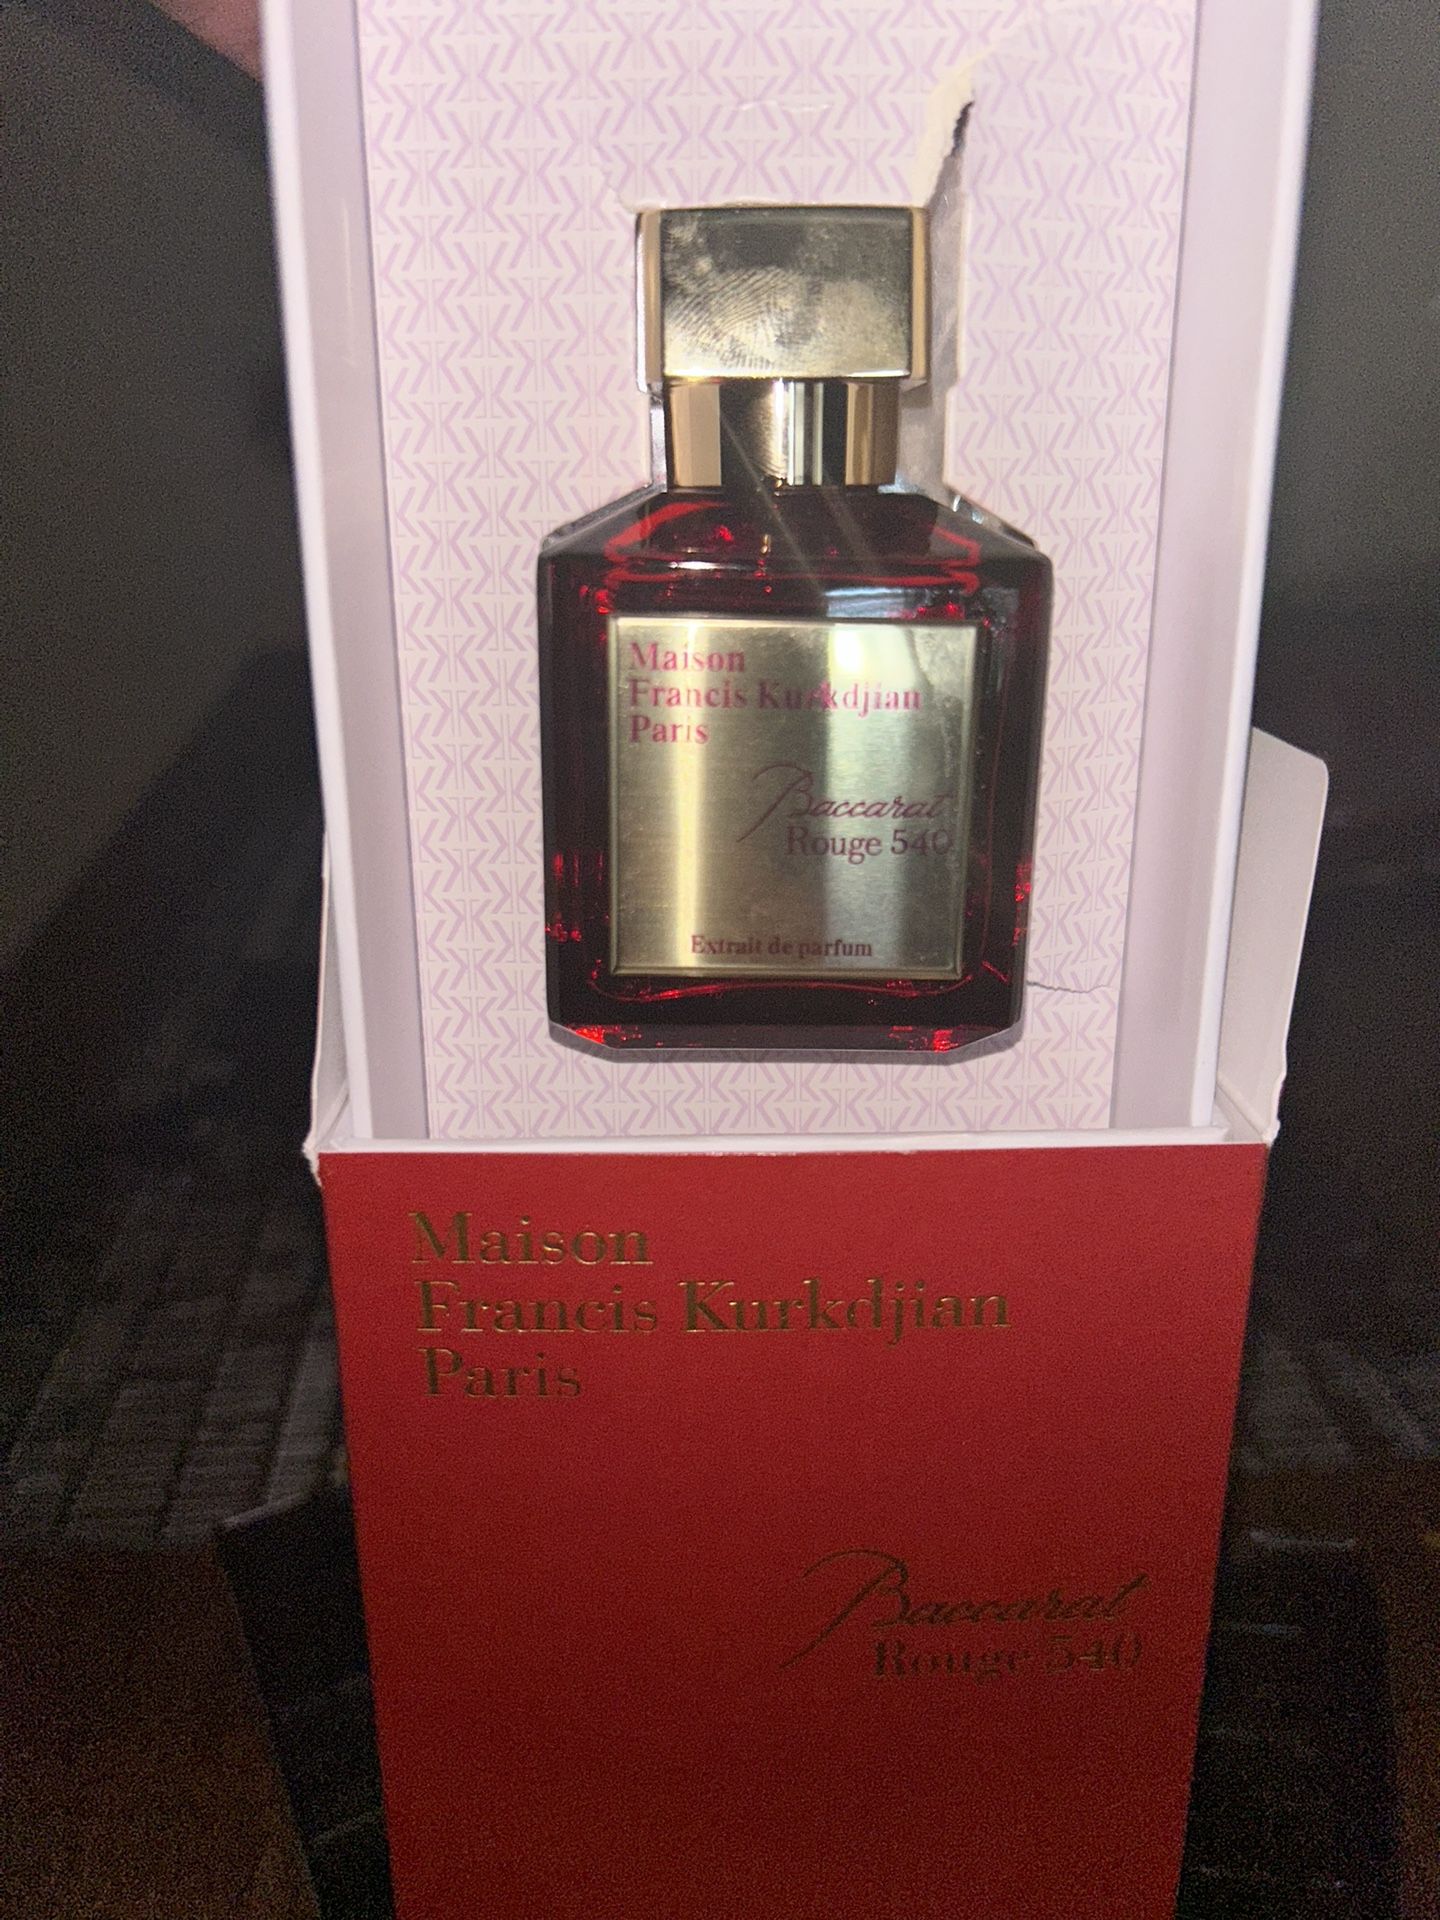 Maison
Francis Kurkdjian
Paris
Baccarat
Rouge 540
Extrait de parfum
Maison
Francis Kurkdjian
Paris
Baccarat
Rouge 540